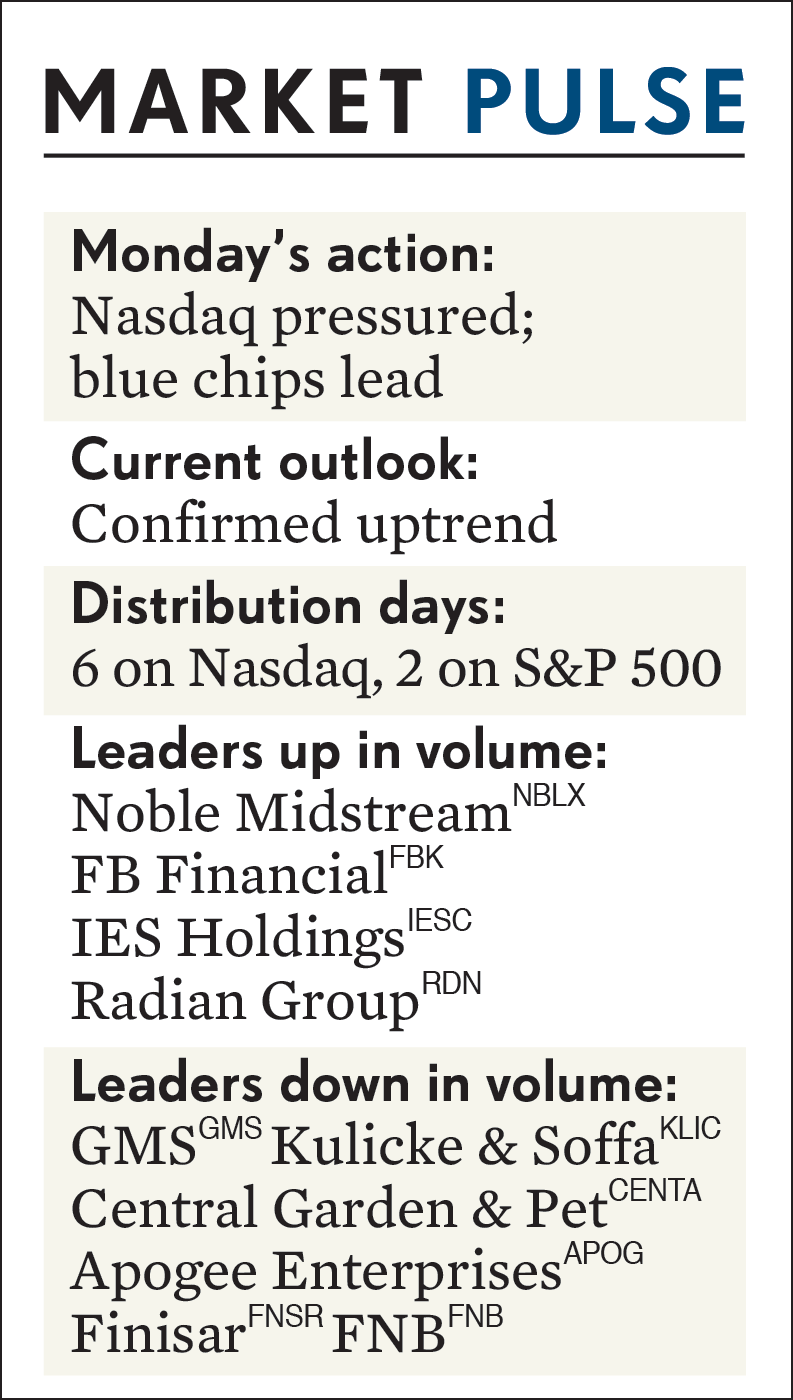 MARKET PULSE
Monday’s action:
Nasdaq pressured;
blue chips lead
Current outlook:
Confirmed uptrend
Distribution days:
6 on Nasdaq, 2 on S&P 500
Leaders up in volume:
Noble Midstream NBLX
FB Financial FBK
IES Holdings IESC
Radian Group RDN
Leaders down in volume:
GMS GMS Kulicke & Soffa KLIC
Central Garden & Pet CENTA
Apogee Enterprises APOG
Finisar FNSR FNB FNB